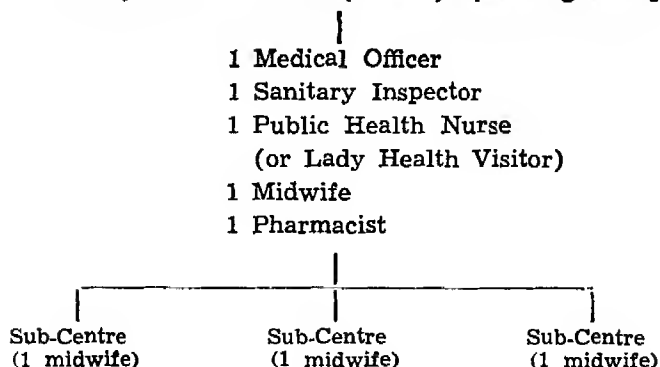 1 Medical Officer
1 Sanitary Inspector
1 Public Health Nurse
(or Lady Health Visitor)
1 Midwife
1 Pharmacist
Sub-Centre Sub-Centre Sub-Centre
(1 midwife) (1 midwife) (1 midwife)